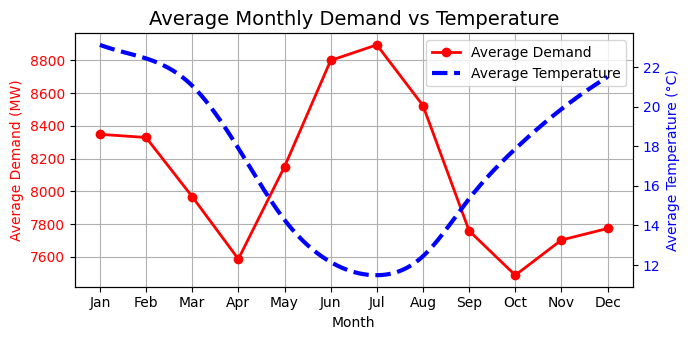 Average Monthly Demand vs Temperature
Average Demand
Average Temperature
Average Demand (MW)
8800
8600
8400
8200
8000
7800
7600
22
20
18
16
14
12
Average Temperature (°C)
Jan Feb Mar Apr May Jun Jul Aug Sep Oct Nov Dec
Month